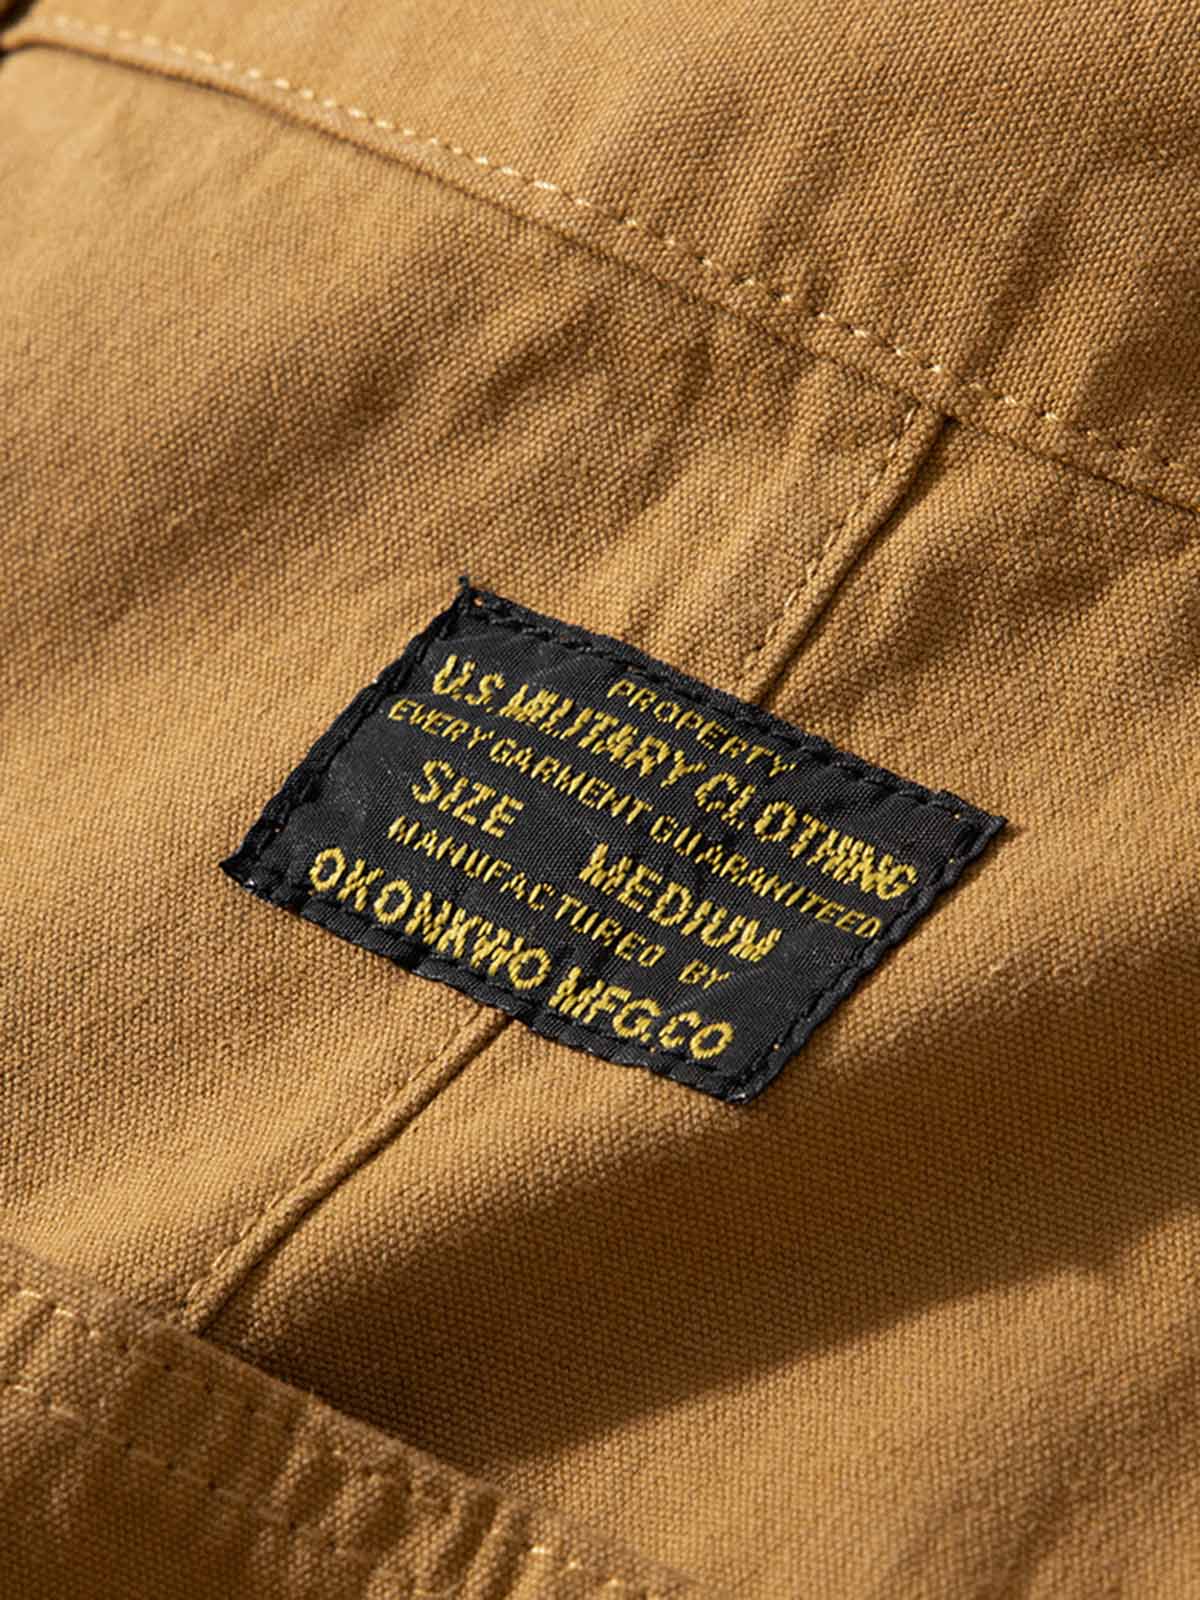 PROPERTY
U.S. MILITARY CLOTHING
EVERY GARMENT GUARANTEED
SIZE MEDIUM
MANUFACTURED BY
OKONKWO MFG.CO